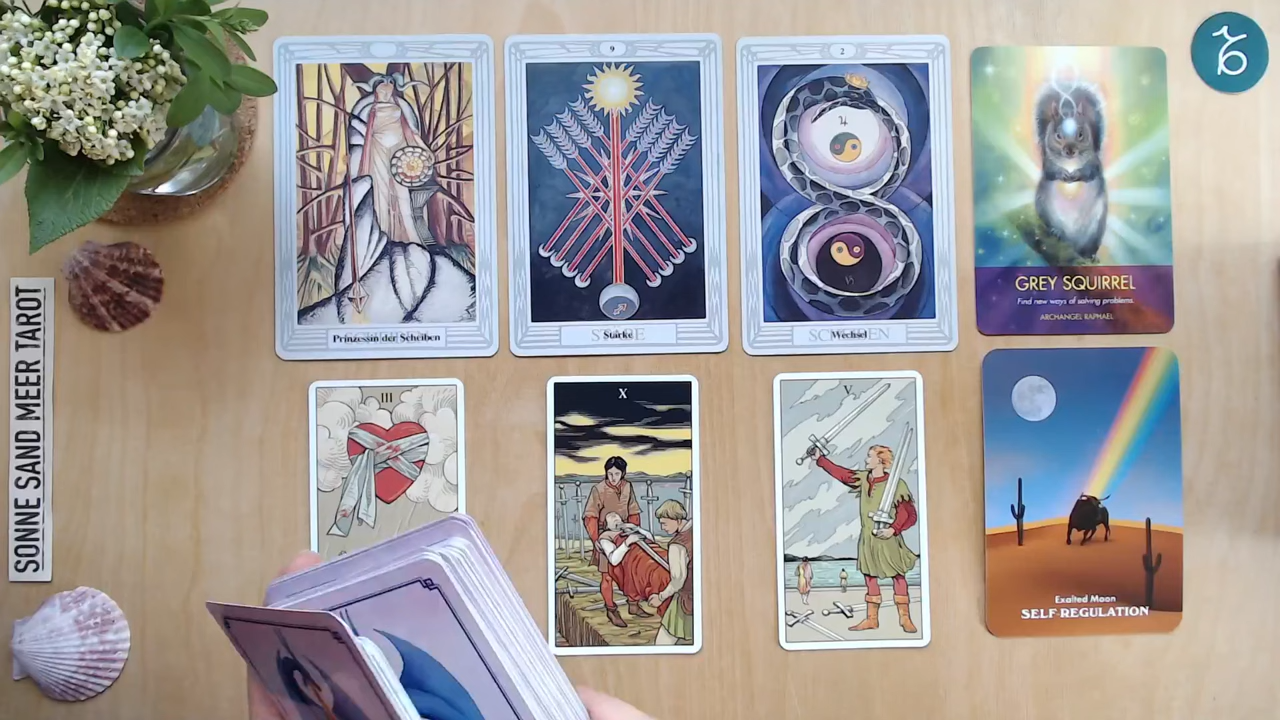 9
2
Prinzessin der Scheiben
Stärke
Wechsel
GREY SQUIRREL
Find new ways of solving problems.
ARCHANGEL RAPHAEL
SONNE SAND MEER TAROT
III
X
V
Exalted Moon
SELF-REGULATION